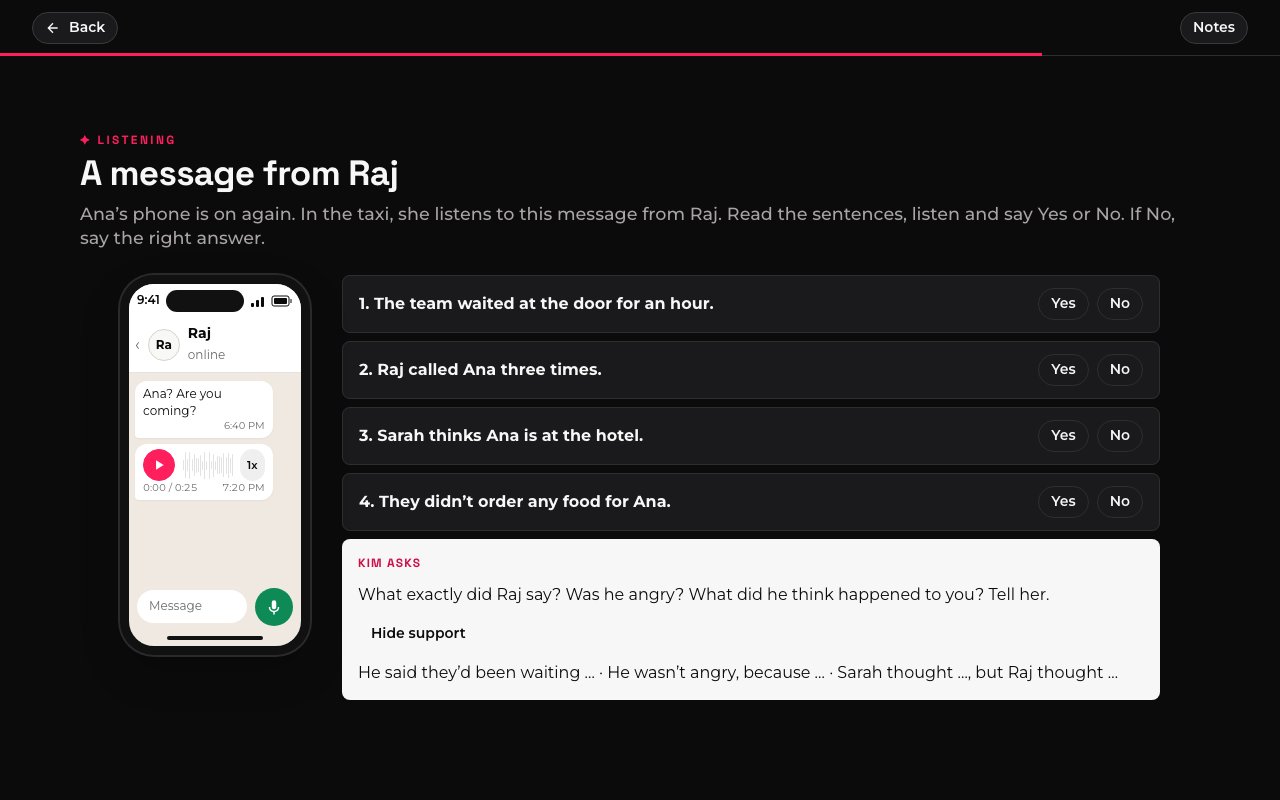 ← Back
Notes
✦ LISTENING
A message from Raj
Ana’s phone is on again. In the taxi, she listens to this message from Raj. Read the sentences, listen and say Yes or No. If No,
say the right answer.
9:41
‹ Ra Raj
online
Ana? Are you
coming?
6:40 PM
1x
0:00 / 0:25 7:20 PM
Message
1. The team waited at the door for an hour. Yes No
2. Raj called Ana three times. Yes No
3. Sarah thinks Ana is at the hotel. Yes No
4. They didn’t order any food for Ana. Yes No
KIM ASKS
What exactly did Raj say? Was he angry? What did he think happened to you? Tell her.
Hide support
He said they’d been waiting … · He wasn’t angry, because … · Sarah thought …, but Raj thought …